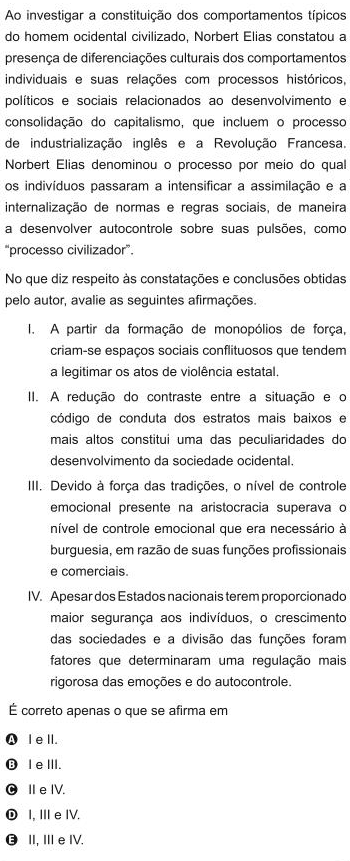 Ao investigar a constituição dos comportamentos típicos
do homem ocidental civilizado, Norbert Elias constatou a
presença de diferenciações culturais dos comportamentos
individuais e suas relações com processos históricos,
políticos e sociais relacionados ao desenvolvimento e
consolidação do capitalismo, que incluem o processo
de industrialização inglês e a Revolução Francesa.
Norbert Elias denominou o processo por meio do qual
os indivíduos passaram a intensificar a assimilação e a
internalização de normas e regras sociais, de maneira
a desenvolver autocontrole sobre suas pulsões, como
"processo civilizador".
No que diz respeito às constatações e conclusões obtidas
pelo autor, avalie as seguintes afirmações.
I. A partir da formação de monopólios de força,
criam-se espaços sociais conflituosos que tendem
a legitimar os atos de violência estatal.
II. A redução do contraste entre a situação e o
código de conduta dos estratos mais baixos e
mais altos constitui uma das peculiaridades do
desenvolvimento da sociedade ocidental.
III. Devido à força das tradições, o nível de controle
emocional presente na aristocracia superava o
nível de controle emocional que era necessário à
burguesia, em razão de suas funções profissionais
e comerciais.
IV. Apesar dos Estados nacionais terem proporcionado
maior segurança aos indivíduos, o crescimento
das sociedades e a divisão das funções foram
fatores que determinaram uma regulação mais
rigorosa das emoções e do autocontrole.
É correto apenas o que se afirma em
A I e II.
B I e III.
C II e IV.
D I, III e IV.
E II, III e IV.